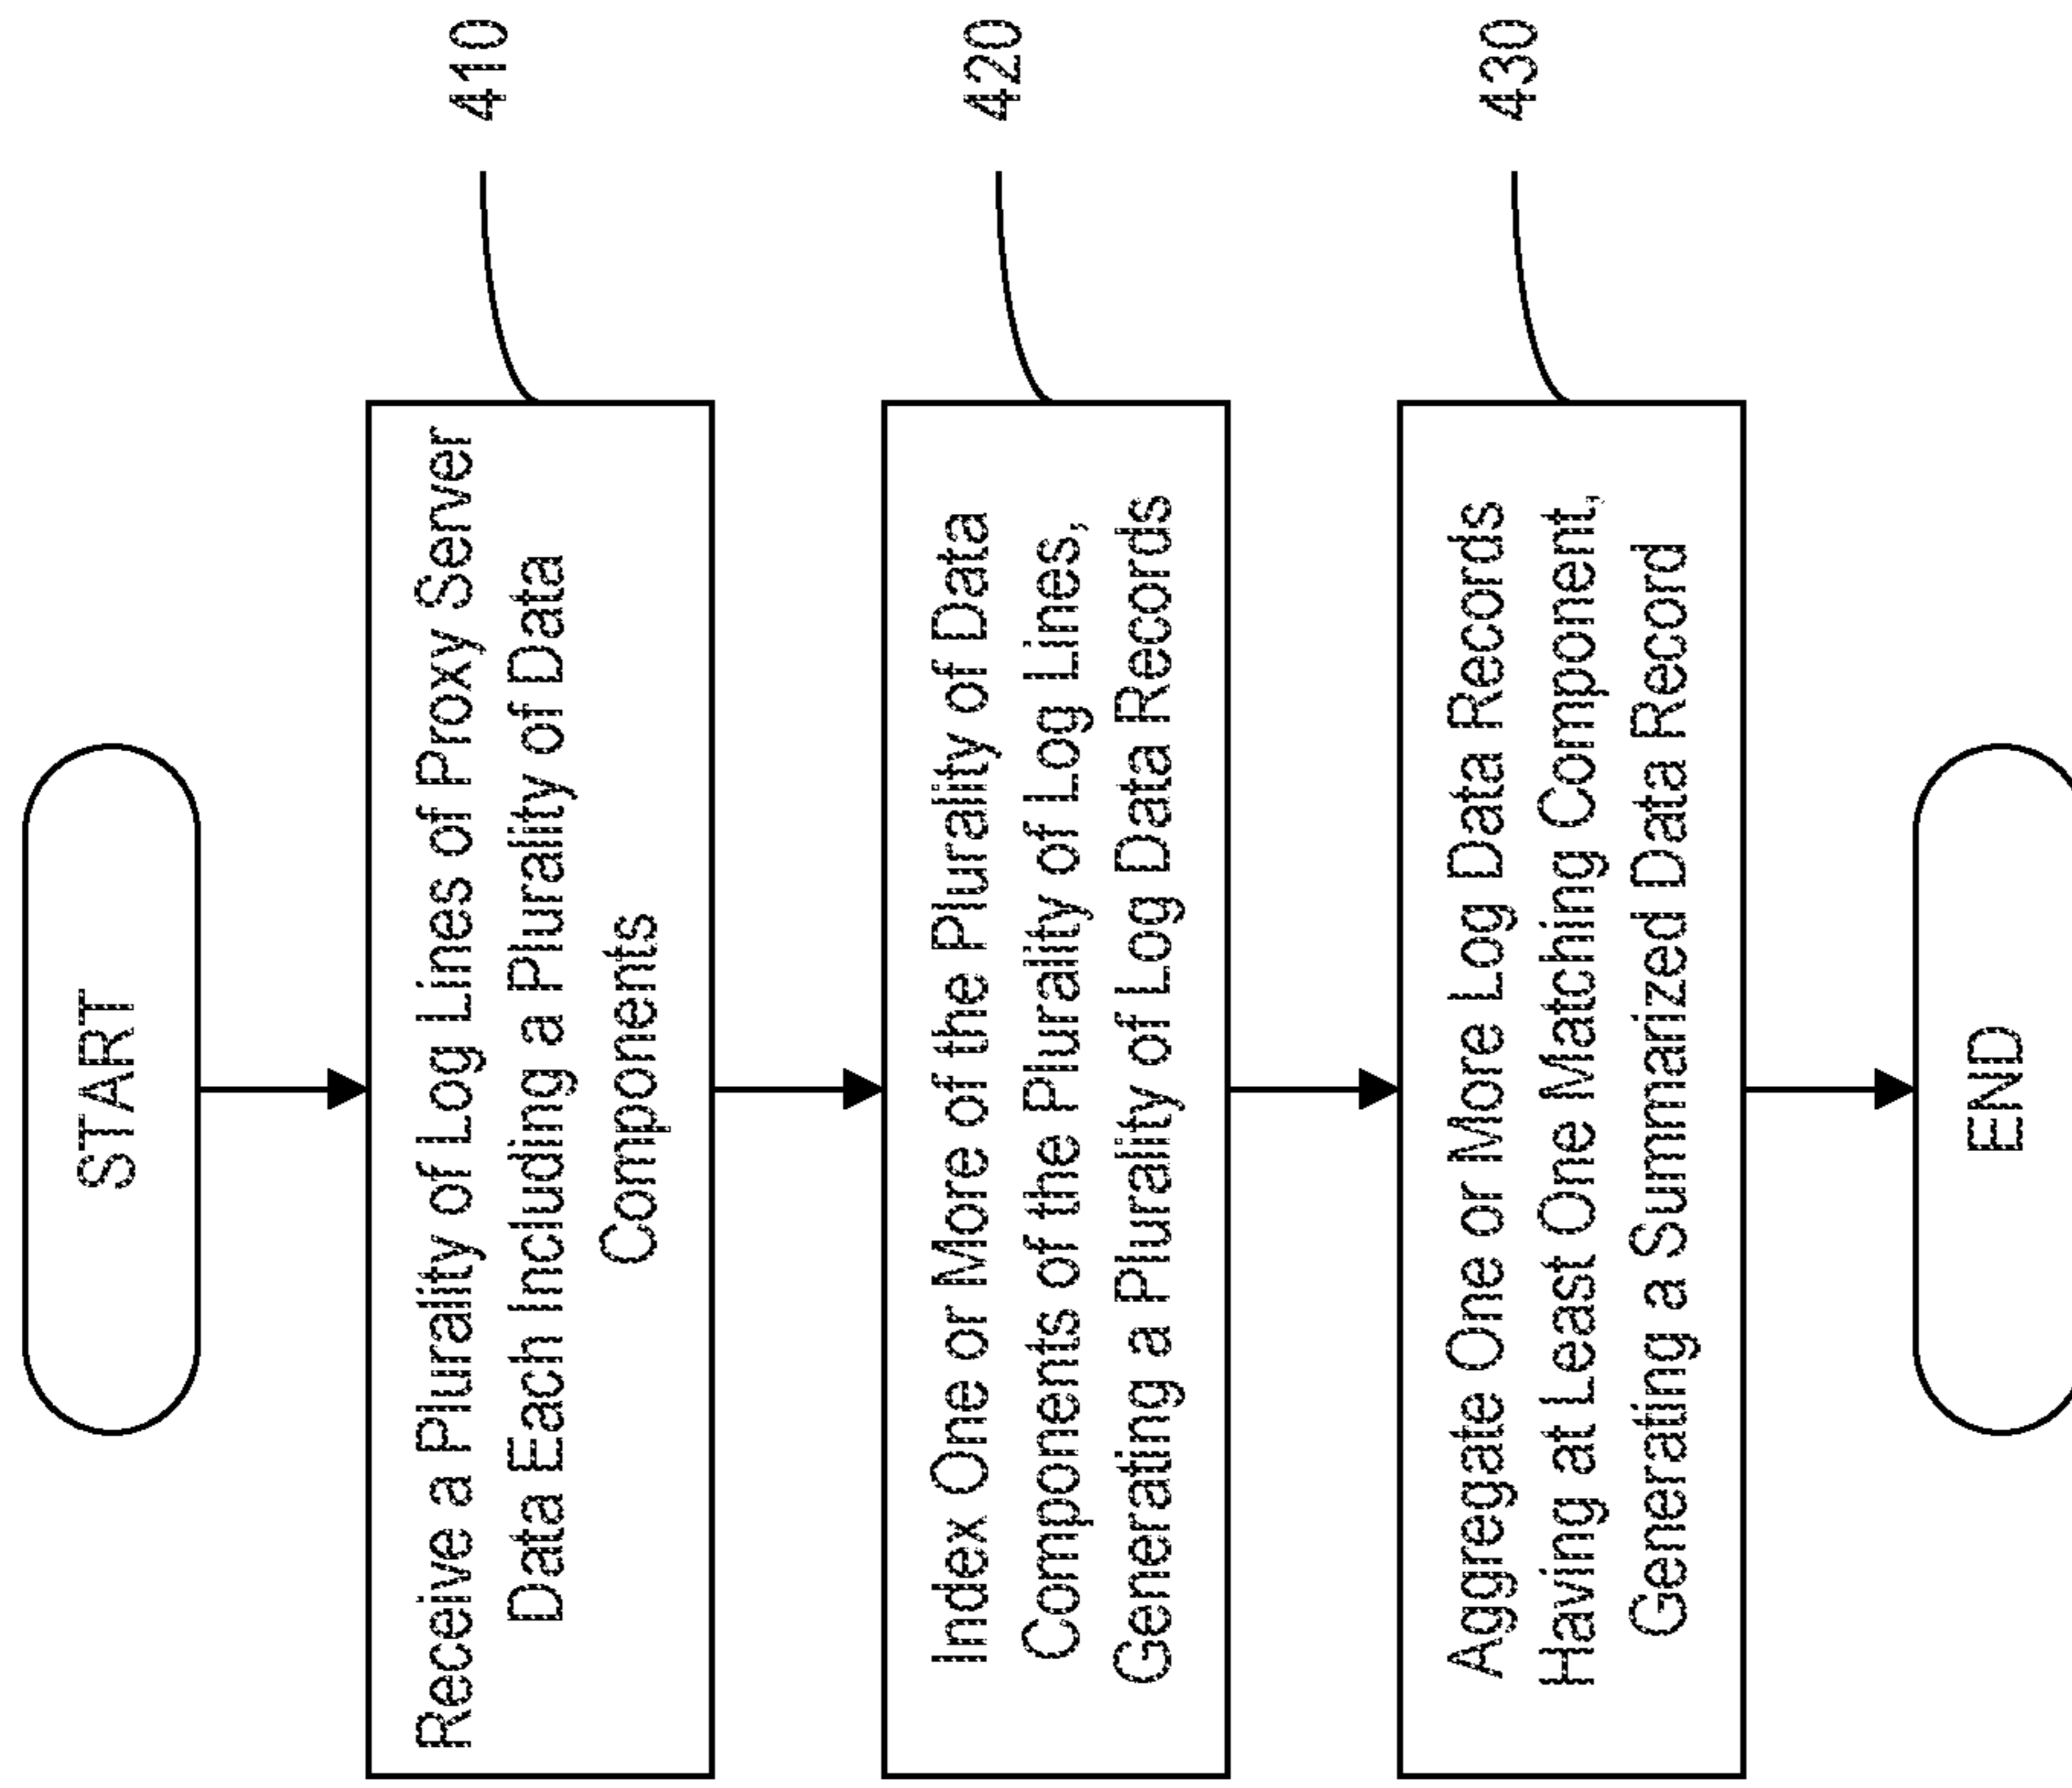 START
Receive a Plurality of Log Lines of Proxy Server
Data Each Including a Plurality of Data
Components
410
Index One or More of the Plurality of Data
Components of the Plurality of Log Lines,
Generating a Plurality of Log Data Records
420
Aggregate One or More Log Data Records
Having at Least One Matching Component,
Generating a Summarized Data Record
430
END